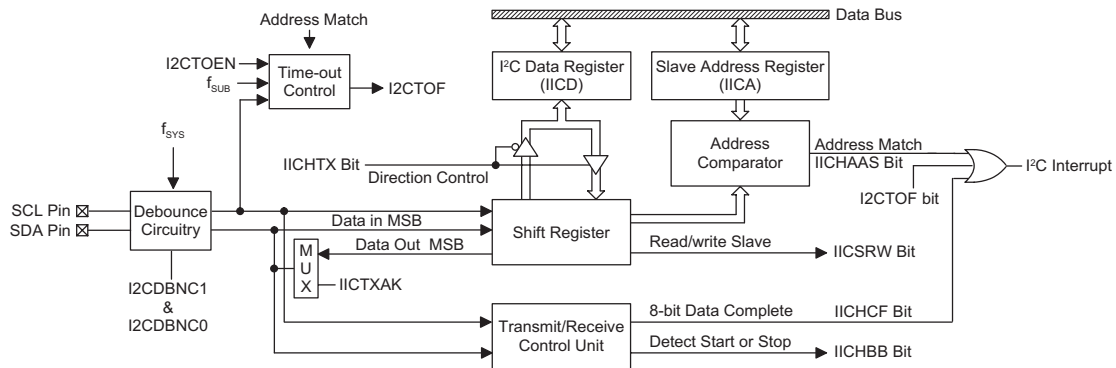 Address Match
Data Bus
I2CTOEN
fSUB
Time-out
Control
I2CTOF
I²C Data Register
(IICD)
Slave Address Register
(IICA)
fSYS
IICHTX Bit
Direction Control
Address
Comparator
Address Match
IICHAAS Bit
I²C Interrupt
I2CTOF bit
SCL Pin
SDA Pin
Debounce
Circuitry
Data in MSB
Shift Register
Data Out MSB
M
U
X
IICTXAK
Read/write Slave
IICSRW Bit
I2CDBNC1
&
I2CDBNC0
Transmit/Receive
Control Unit
8-bit Data Complete
IICHCF Bit
Detect Start or Stop
IICHBB Bit